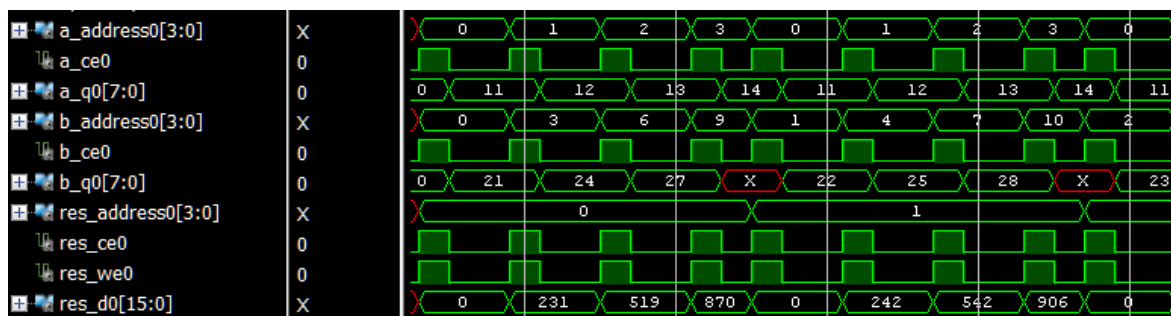 a_address0[3:0] X 0 1 2 3 0 1 2 3 0
a_ce0 0
a_q0[7:0] 0 0 11 12 13 14 11 12 13 14 11
b_address0[3:0] X 0 3 6 9 1 4 7 10 2
b_ce0 0
b_q0[7:0] 0 0 21 24 27 X 22 25 28 X 23
res_address0[3:0] X 0 1
res_ce0 0
res_we0 0
res_d0[15:0] X 0 231 519 870 0 242 542 906 0